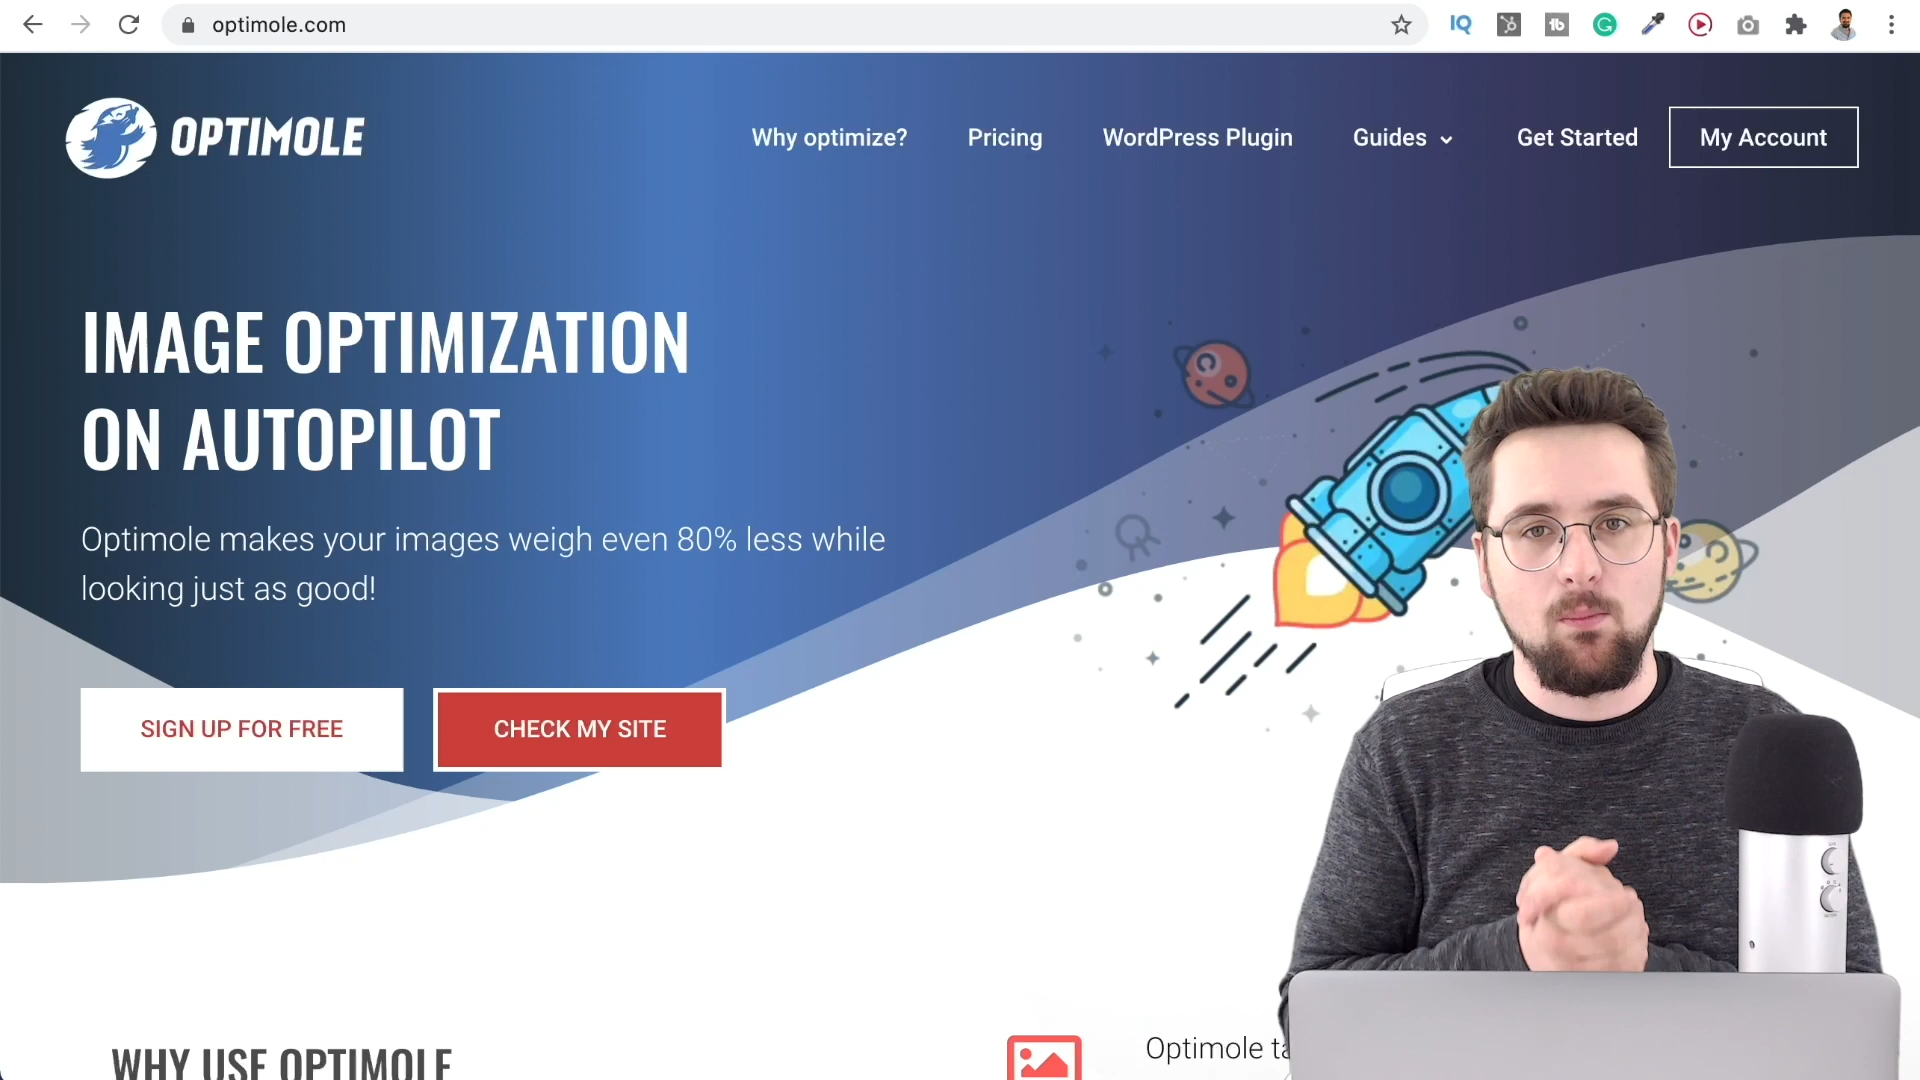 optimole.com
OPTIMOLE
Why optimize?
Pricing
WordPress Plugin
Guides
Get Started
My Account
IMAGE OPTIMIZATION
ON AUTOPILOT
Optimole makes your images weigh even 80% less while
looking just as good!
SIGN UP FOR FREE
CHECK MY SITE
WHY USE OPTIMOLE
Optimole
IQ
tb
G